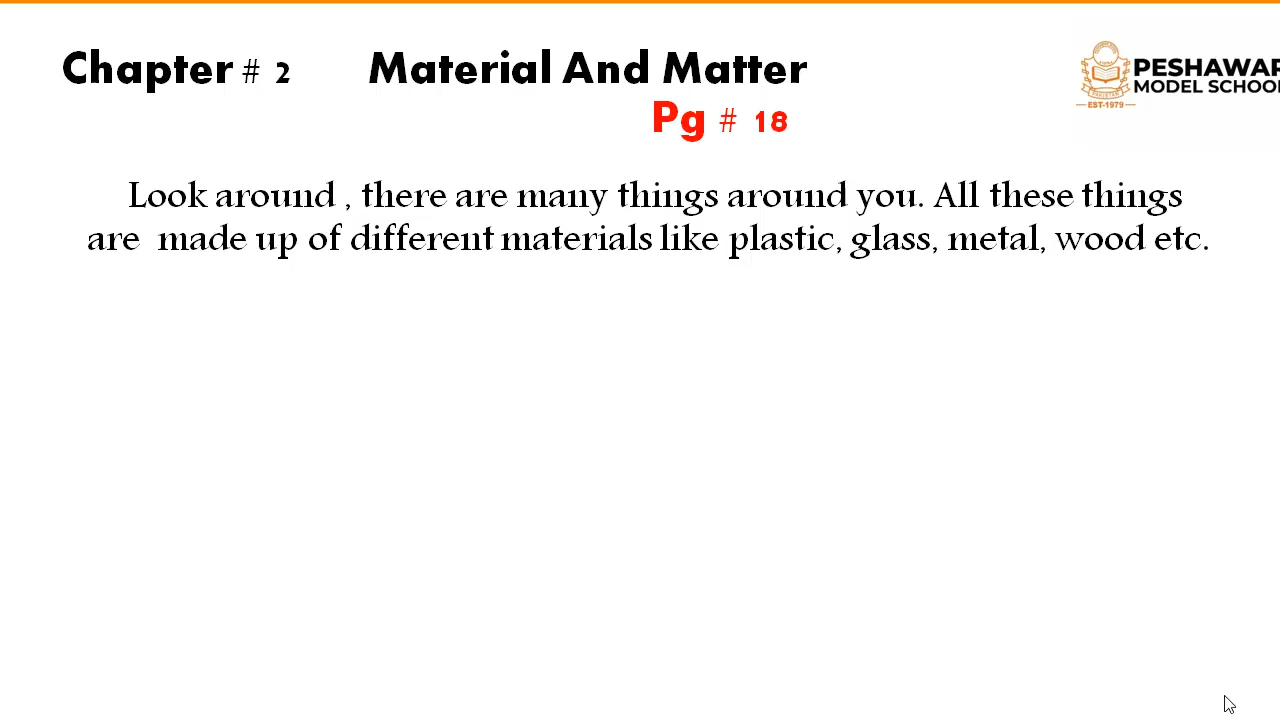 Chapter # 2 Material And Matter
Pg # 18
PESHAWAR
MODEL SCHOOL
EST-1979
Look around , there are many things around you. All these things
are made up of different materials like plastic, glass, metal, wood etc.